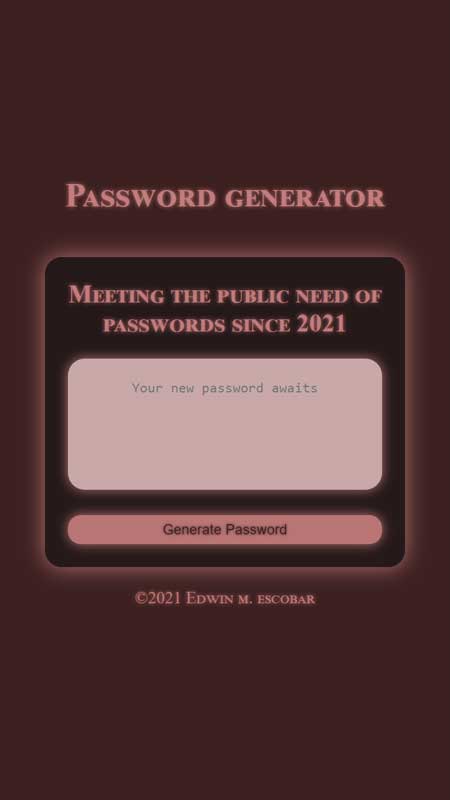 Password generator
Meeting the public need of
passwords since 2021
Your new password awaits
Generate Password
©2021 Edwin m. escobar